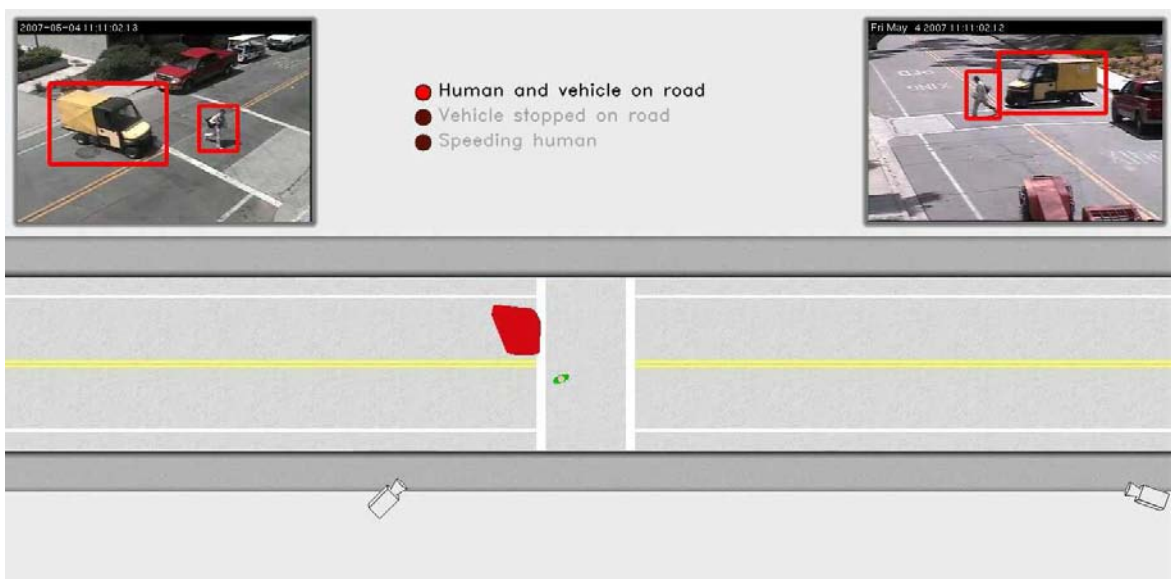 2007-05-04 11:11:02.13
Human and vehicle on road
Vehicle stopped on road
Speeding human
Fri May 4 2007 11:11:02.12
XING